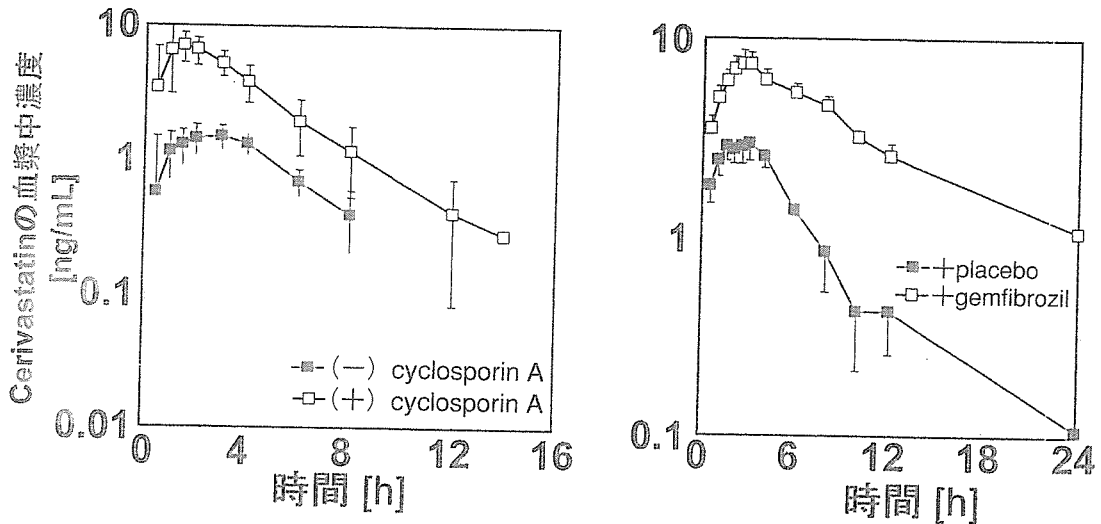 Cerivastatinの血漿中濃度
[ng/mL]
10
1
0.1
0.01
0
4
8
12
16
時間 [h]
(−) cyclosporin A
(+) cyclosporin A
10
1
0.1
0
6
12
18
24
時間 [h]
+placebo
+gemfibrozil